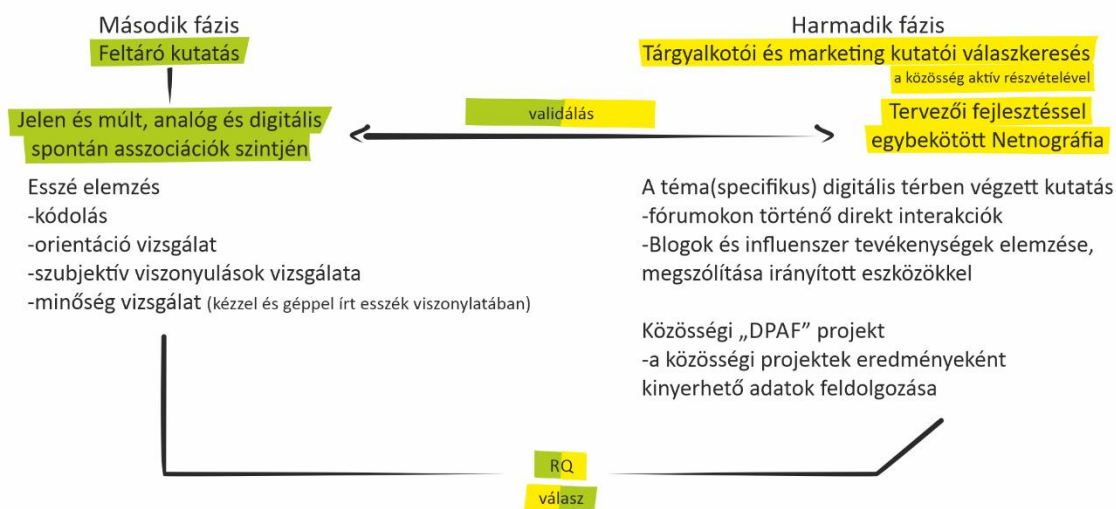 Második fázis
Feltáró kutatás
Jelen és múlt, analóg és digitális
spontán asszociációk szintjén
Esszé elemzés
-kódolás
-orientáció vizsgálat
-szubjektív viszonyulások vizsgálata
-minőség vizsgálat (kézzel és géppel írt esszék viszonylatában)
validálás
Harmadik fázis
Tárgyalkotói és marketing kutatói válaszkeresés
a közösség aktív részvételével
Tervezői fejlesztéssel
egybekötött Netnográfia
A téma(specifikus) digitális térben végzett kutatás
-fórumokon történő direkt interakciók
-Blogok és influenszer tevékenységek elemzése,
megszólítása irányított eszközökkel
Közösségi „DPAF” projekt
-a közösségi projektek eredményeként
kinyerhető adatok feldolgozása
RQ
válasz